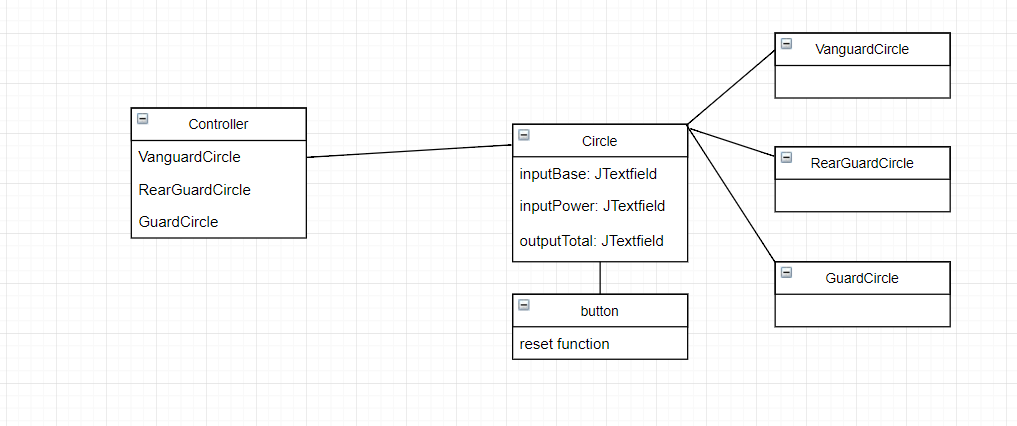 Controller
VanguardCircle
RearGuardCircle
GuardCircle
Circle
inputBase: JTextfield
inputPower: JTextfield
outputTotal: JTextfield
button
reset function
VanguardCircle
RearGuardCircle
GuardCircle